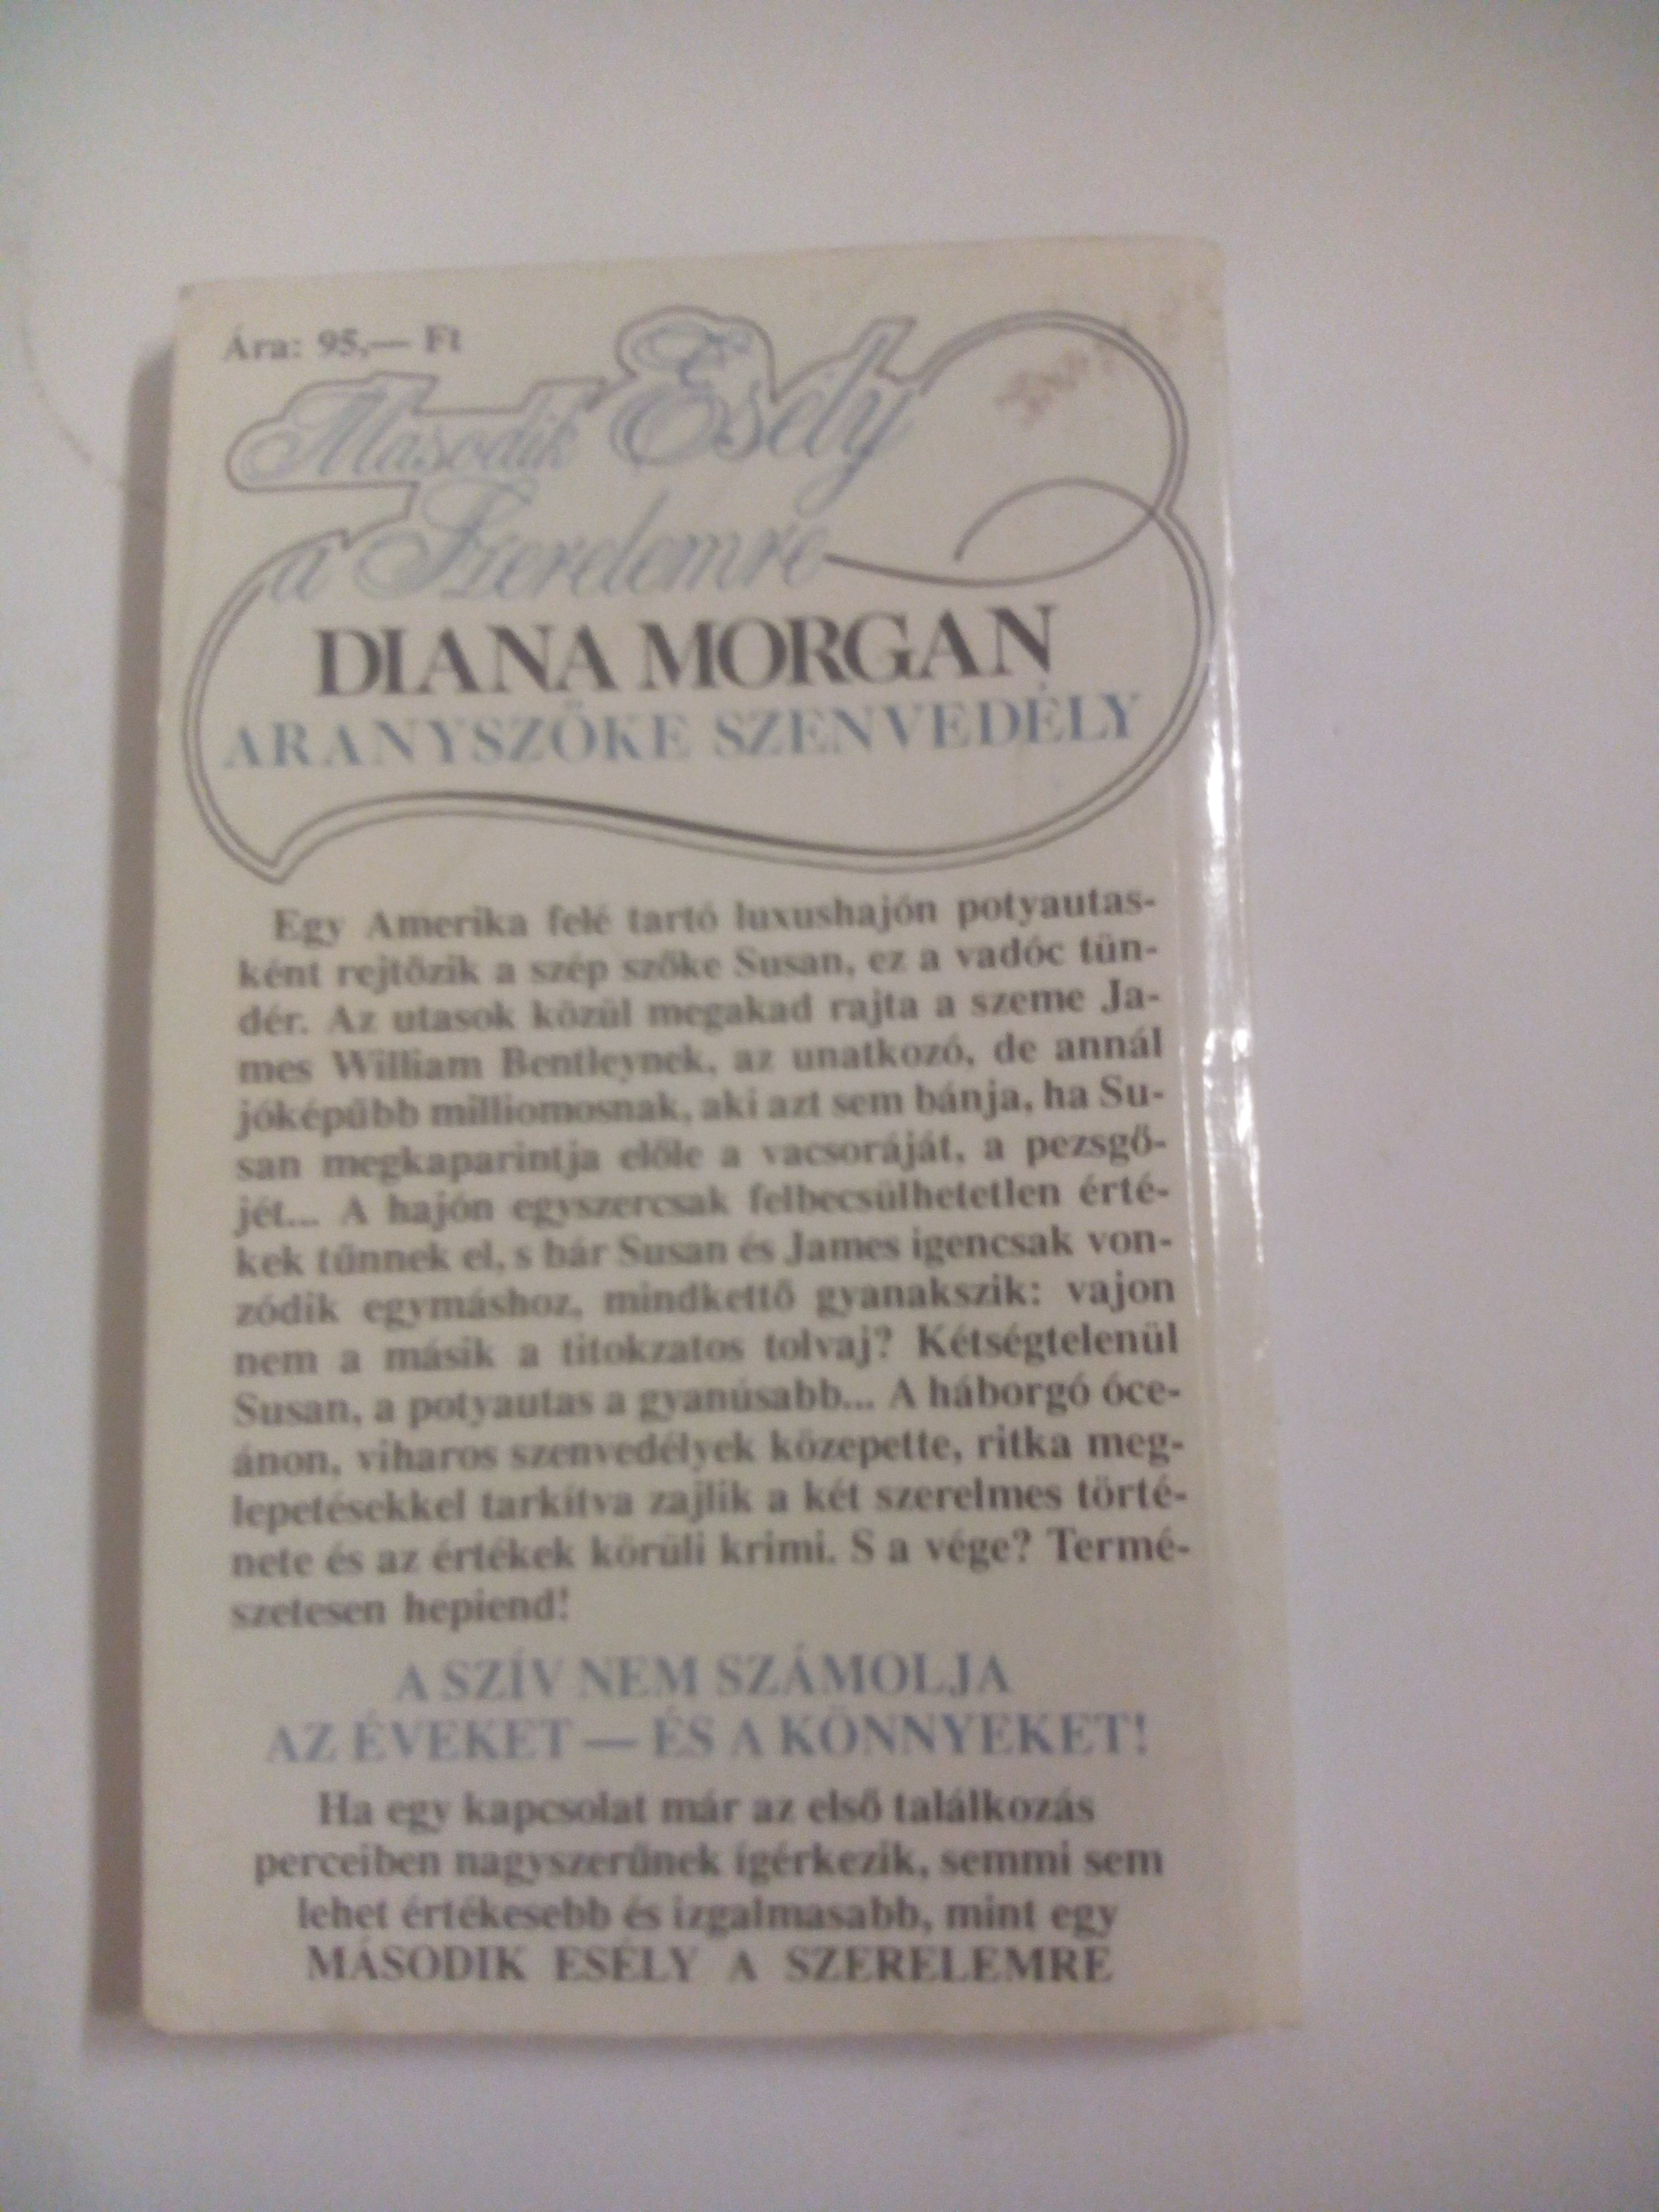 Ára: 95,— Ft
Második Esély
a Szerelemre
DIANA MORGAN
ARANYSZŐKE SZENVEDÉLY
Egy Amerika felé tartó luxushajón potyautas-
ként rejtőzik a szép szőke Susan, ez a vadóc tün-
dér. Az utasok közül megakad rajta a szeme Ja-
mes William Bentleynek, az unatkozó, de annál
jóképűbb milliomosnak, aki azt sem bánja, ha Su-
san megkaparintja előle a vacsoráját, a pezsgő-
jét... A hajón egyszercsak felbecsülhetetlen érté-
kek tűnnek el, s bár Susan és James igencsak von-
zódik egymáshoz, mindkettő gyanakszik: vajon
nem a másik a titokzatos tolvaj? Kétségtelenül
Susan, a potyautas a gyanúsabb... A háborgó óce-
ánon, viharos szenvedélyek közepette, ritka meg-
lepetésekkel tarkítva zajlik a két szerelmes törté-
nete és az értékek körüli krimi. S a vége? Termé-
szetesen hepiend!
A SZÍV NEM SZÁMOLJA
AZ ÉVEKET — ÉS A KÖNNYEKET!
Ha egy kapcsolat már az első találkozás
perceiben nagyszerűnek ígérkezik, semmi sem
lehet értékesebb és izgalmasabb, mint egy
MÁSODIK ESÉLY A SZERELEMRE